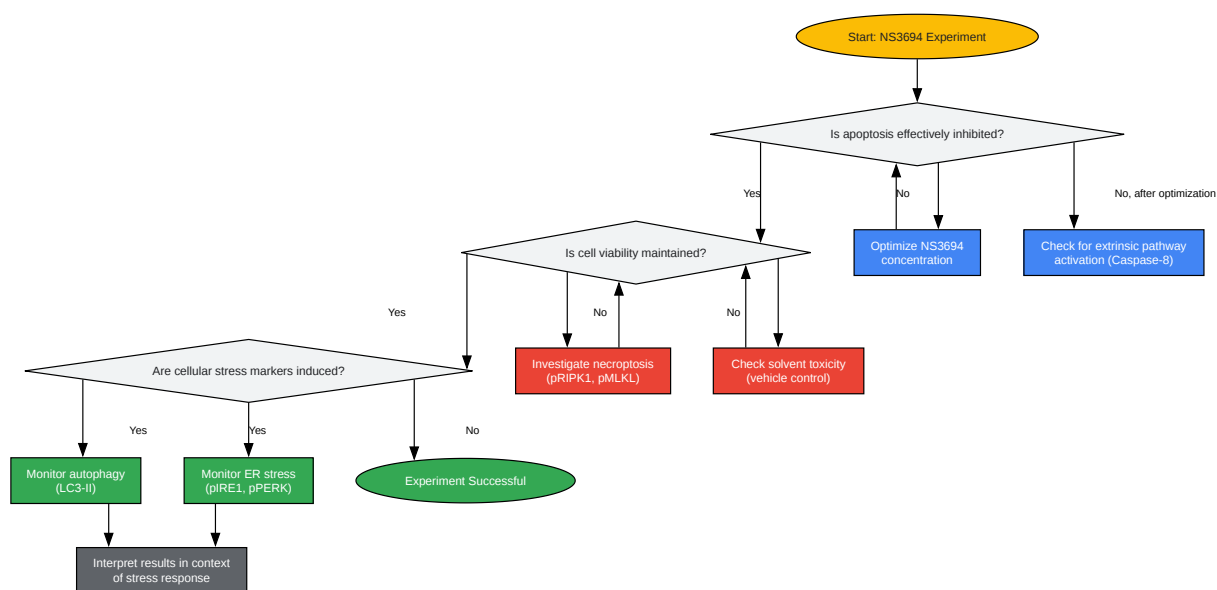 Start: NS3694 Experiment
Is apoptosis effectively inhibited?
Yes
No
No, after optimization
Is cell viability maintained?
Optimize NS3694
concentration
Check for extrinsic pathway
activation (Caspase-8)
Yes
No
No
Are cellular stress markers induced?
Investigate necroptosis
(pRIPK1, pMLKL)
Check solvent toxicity
(vehicle control)
Yes
Yes
No
Monitor autophagy
(LC3-II)
Monitor ER stress
(pIRE1, pPERK)
Experiment Successful
Interpret results in context
of stress response